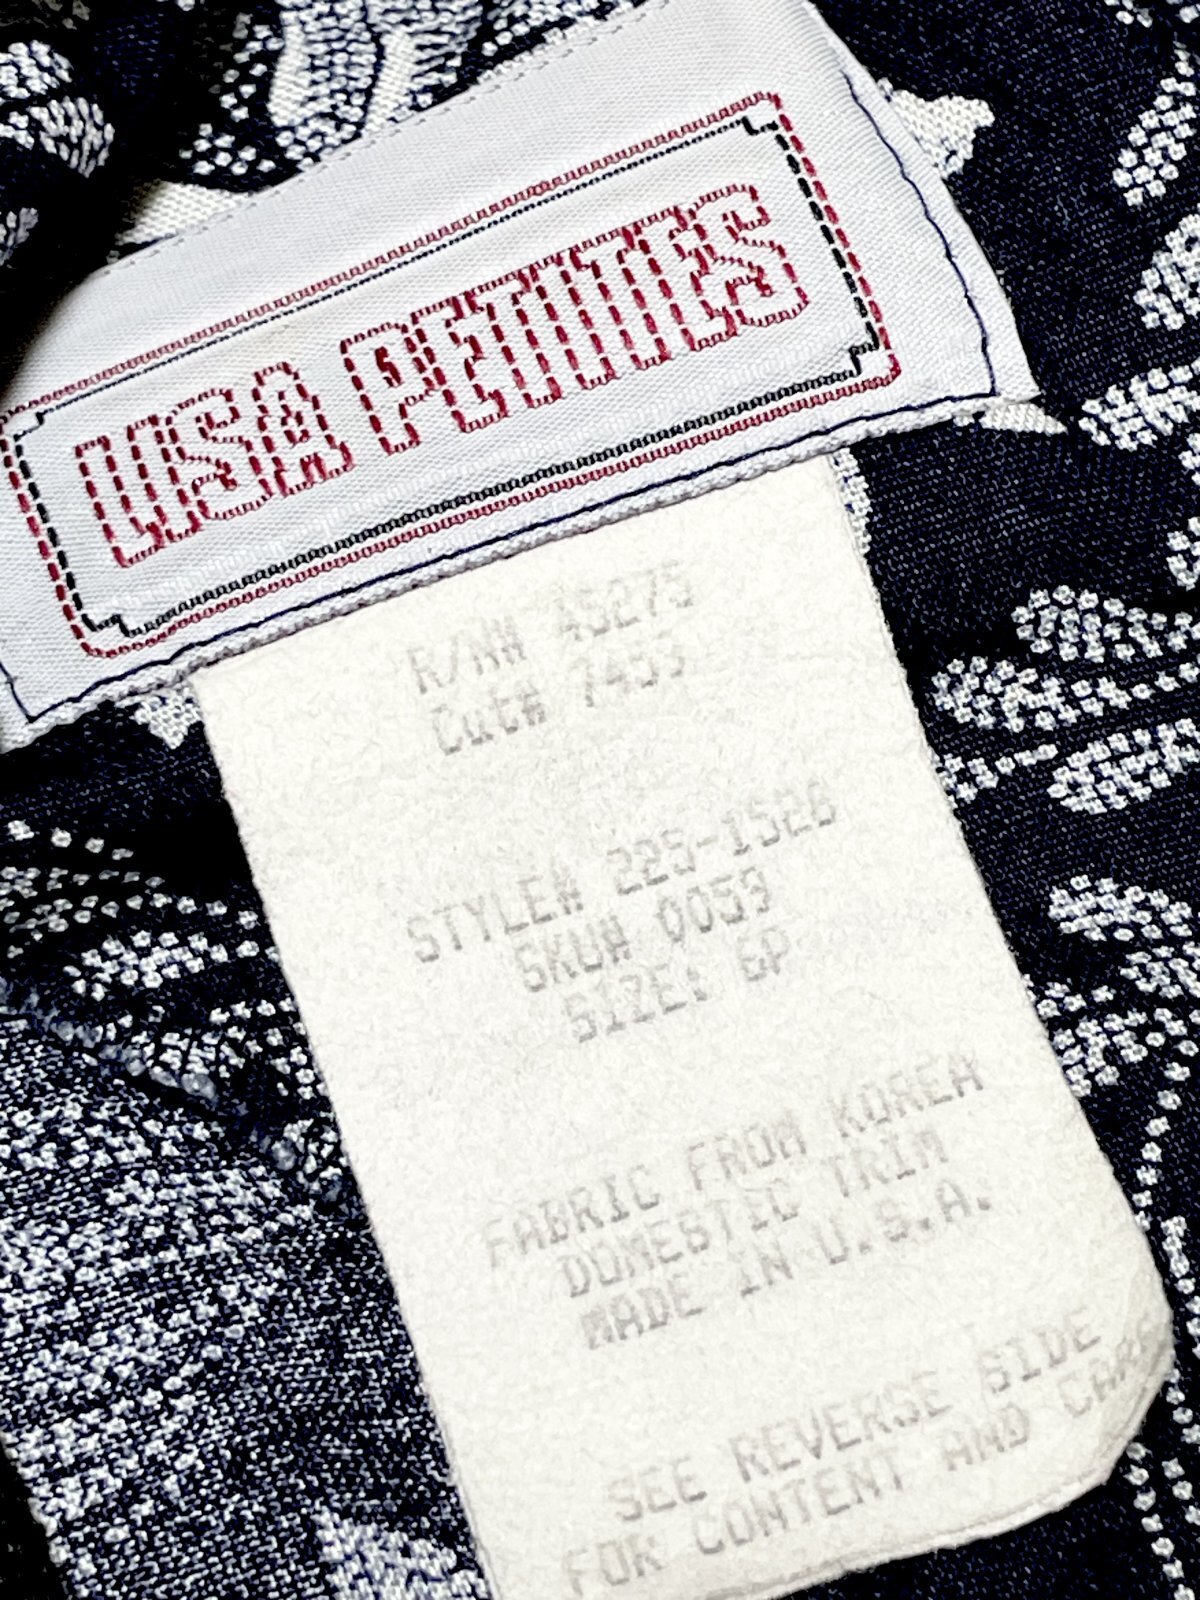 USA PETITES
R/N# 45275
Cut# 7453
STYLE# 225-1526
SKU# 0059
SIZE: 6P
FABRIC FROM KOREA
DOMESTIC TRIM
MADE IN U.S.A.
SEE REVERSE SIDE
FOR CONTENT AND CARE